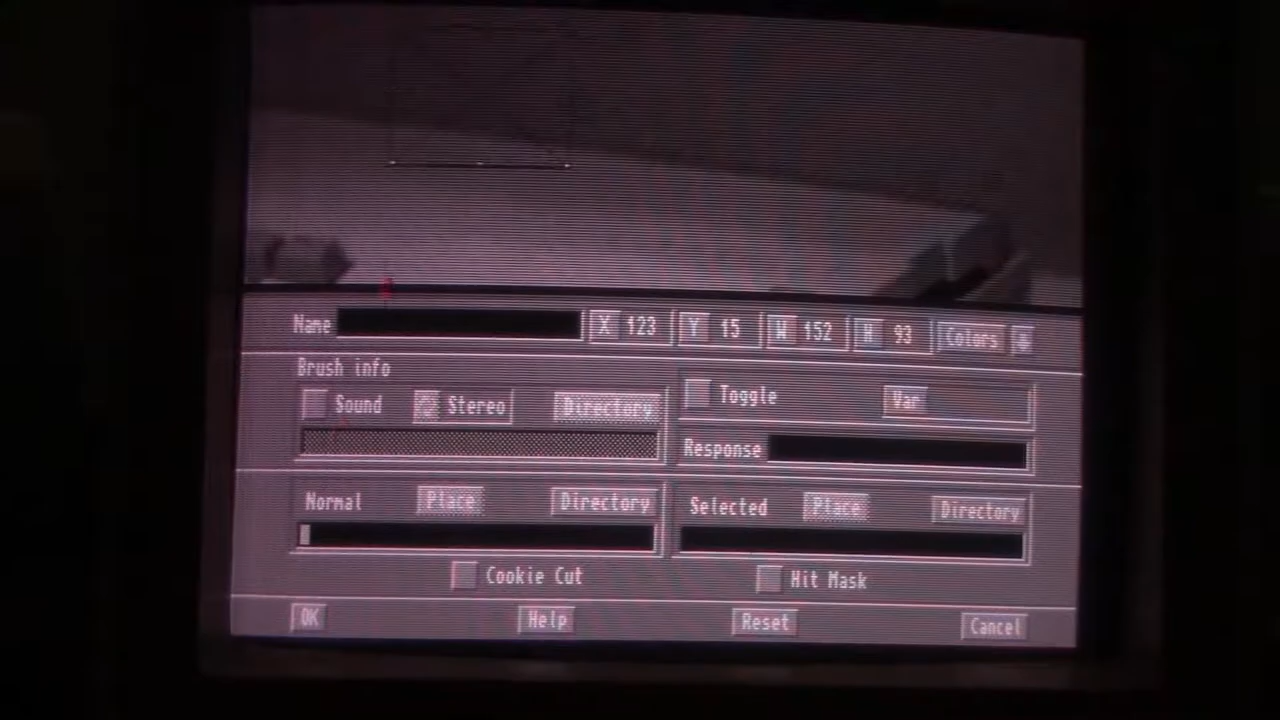 Name X 123 Y 15 W 152 H 93 Colors
Brush info
Sound Stereo Directory
Toggle Var
Response
Normal Place Directory
Selected Place Directory
Cookie Cut Hit Mask
OK Help Reset Cancel